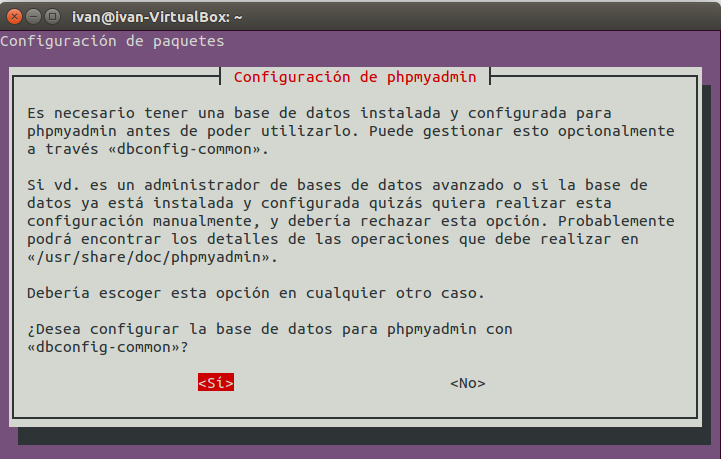 ivan@ivan-VirtualBox: ~
Configuración de paquetes
Configuración de phpmyadmin
Es necesario tener una base de datos instalada y configurada para
phpmyadmin antes de poder utilizarlo. Puede gestionar esto opcionalmente
a través «dbconfig-common».
Si vd. es un administrador de bases de datos avanzado o si la base de
datos ya está instalada y configurada quizás quiera realizar esta
configuración manualmente, y debería rechazar esta opción. Probablemente
podrá encontrar los detalles de las operaciones que debe realizar en
«/usr/share/doc/phpmyadmin».
Debería escoger esta opción en cualquier otro caso.
¿Desea configurar la base de datos para phpmyadmin con
«dbconfig-common»?
<Sí> <No>